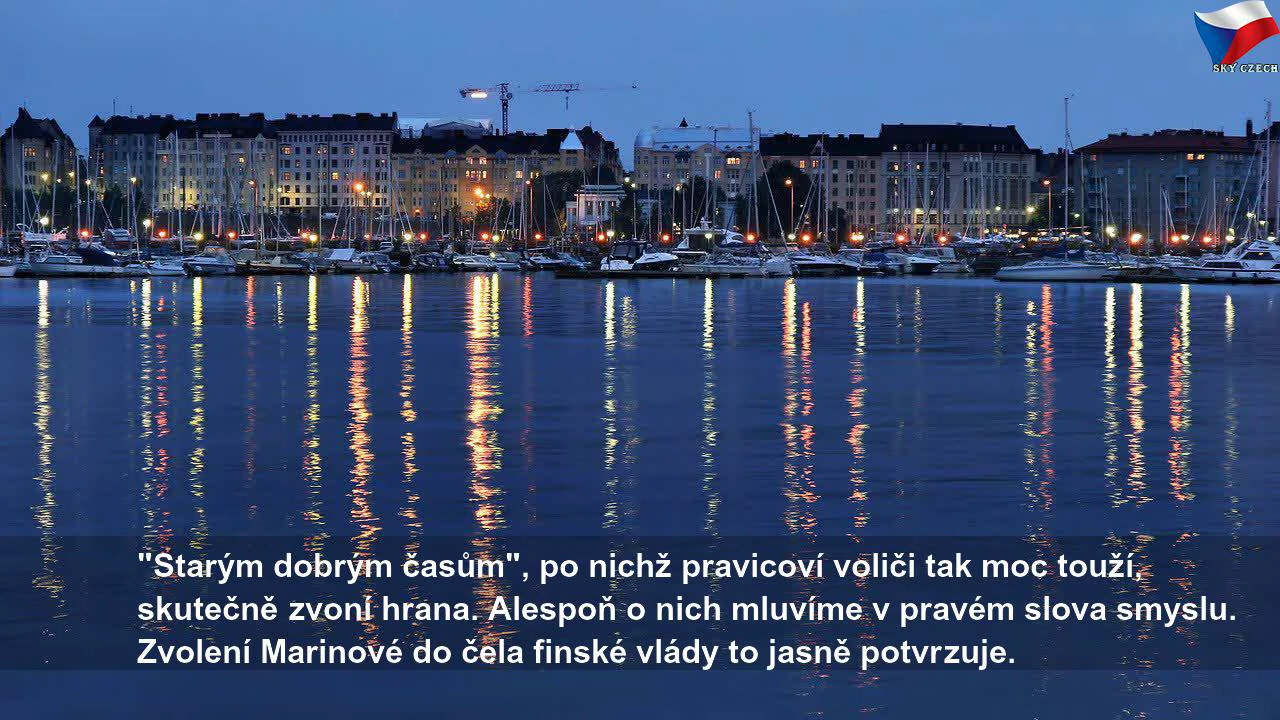 SKY CZECH
"Starým dobrým časům", po nichž pravicoví voliči tak moc touží,
skutečně zvoní hrana. Alespoň o nich mluvíme v pravém slova smyslu.
Zvolení Marinové do čela finské vlády to jasně potvrzuje.